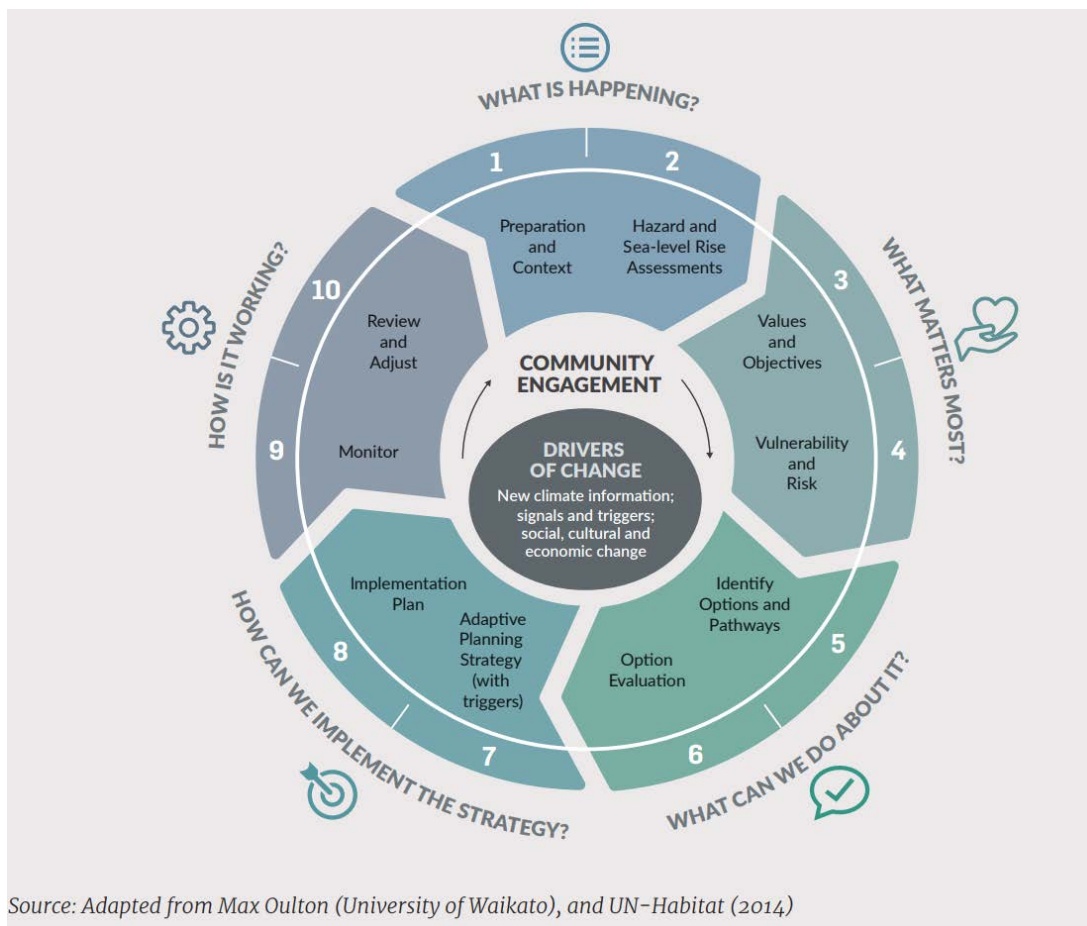 WHAT IS HAPPENING?
1
2
Preparation
and
Context
Hazard and
Sea-level Rise
Assessments
WHAT MATTERS MOST?
3
4
Values
and
Objectives
Vulnerability
and
Risk
WHAT CAN WE DO ABOUT IT?
5
6
Identify
Options and
Pathways
Option
Evaluation
HOW CAN WE IMPLEMENT THE STRATEGY?
7
8
Adaptive
Planning
Strategy
(with
triggers)
Implementation
Plan
HOW IS IT WORKING?
9
10
Monitor
Review
and
Adjust
COMMUNITY
ENGAGEMENT
DRIVERS
OF CHANGE
New climate information;
signals and triggers;
social, cultural and
economic change
Source: Adapted from Max Oulton (University of Waikato), and UN-Habitat (2014)